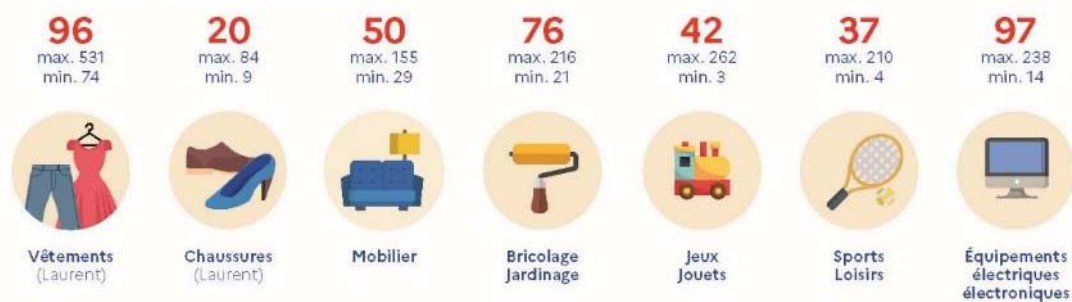 96 20 50 76 42 37 97
max. 531 max. 84 max. 155 max. 216 max. 262 max. 210 max. 238
min. 74 min. 9 min. 29 min. 21 min. 3 min. 4 min. 14
Vêtements Chaussures Mobilier Bricolage Jeux Sports Équipements
(Laurent) (Laurent) Jardinage Jouets Loisirs électriques
électroniques